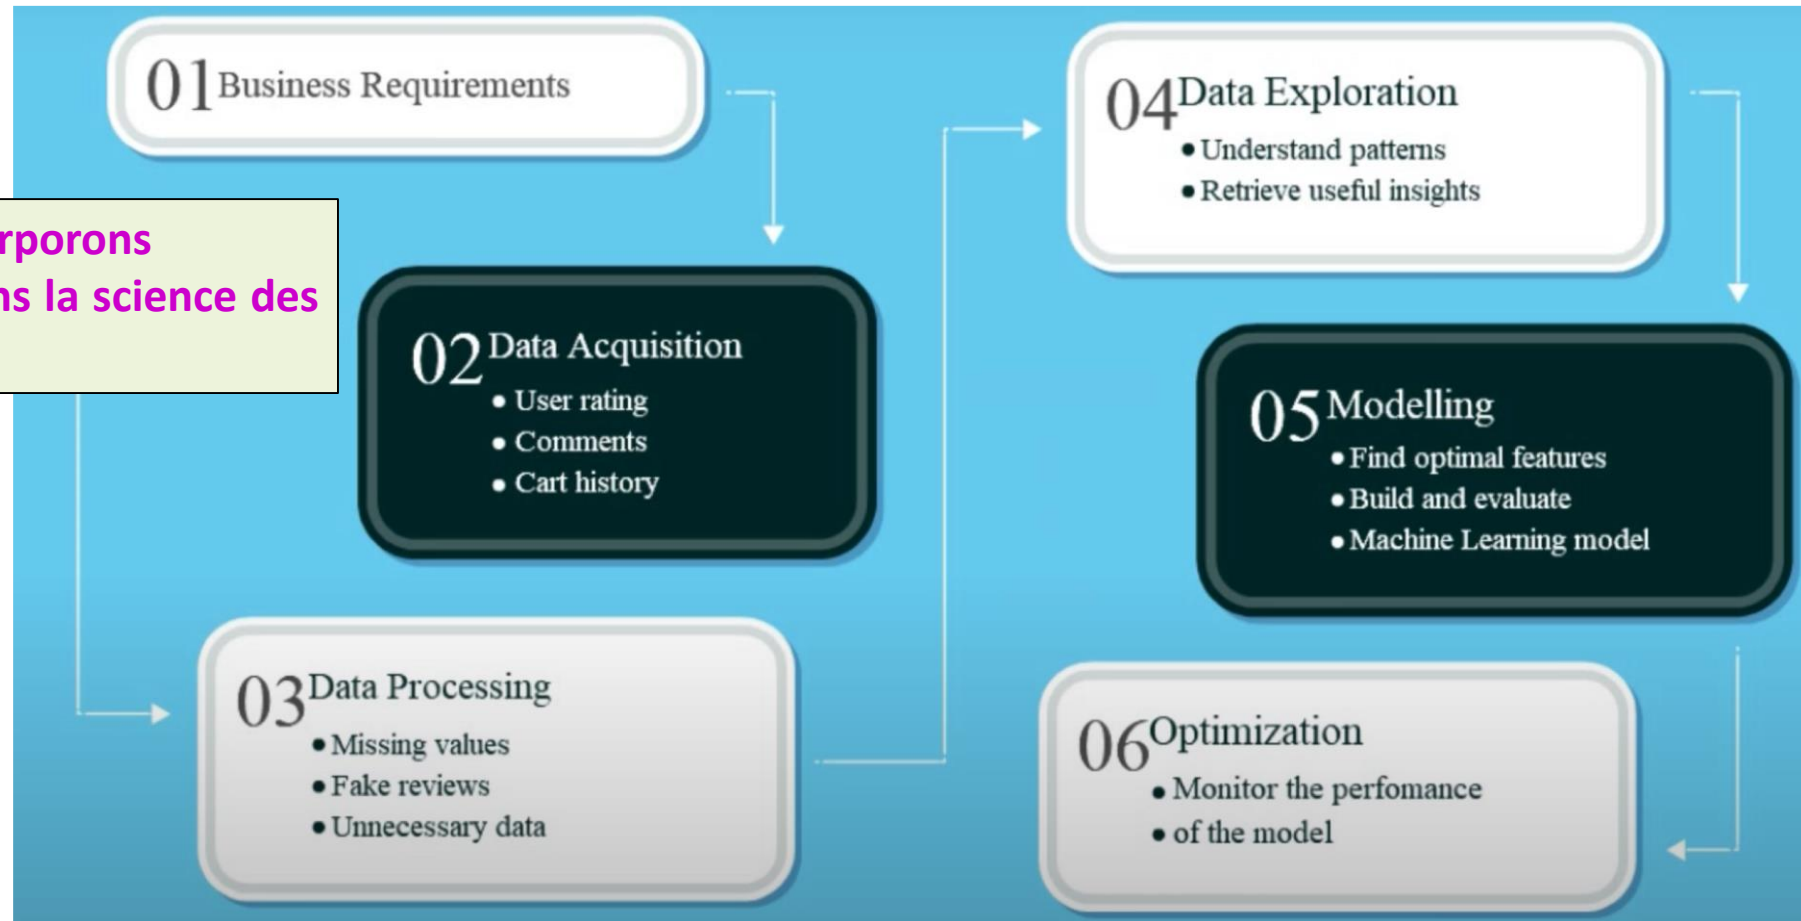 01 Business Requirements
la science des
02 Data Acquisition
• User rating
• Comments
• Cart history
03 Data Processing
• Missing values
• Fake reviews
• Unnecessary data
04 Data Exploration
• Understand patterns
• Retrieve useful insights
05 Modelling
• Find optimal features
• Build and evaluate
• Machine Learning model
06 Optimization
• Monitor the perfomance
• of the model